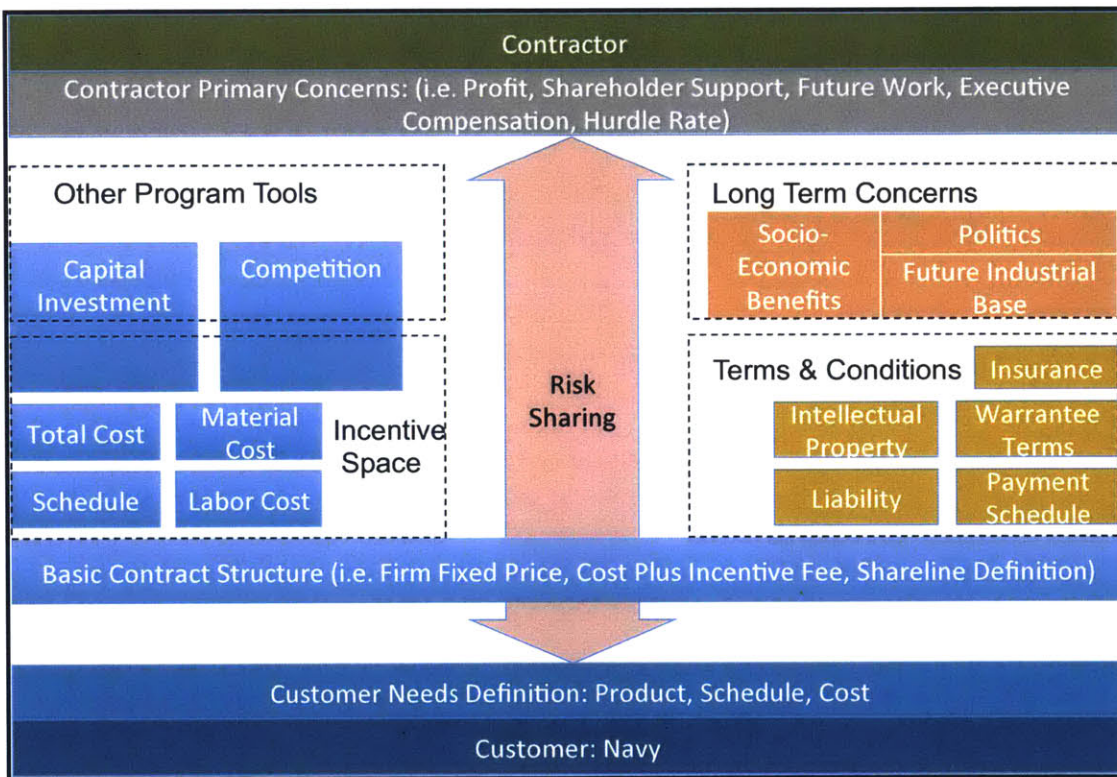 Contractor
Contractor Primary Concerns: (i.e. Profit, Shareholder Support, Future Work, Executive
Compensation, Hurdle Rate)
Other Program Tools
Capital
Investment
Competition
Total Cost
Material
Cost
Incentive
Space
Schedule
Labor Cost
Risk
Sharing
Long Term Concerns
Socio-
Economic
Benefits
Politics
Future Industrial
Base
Terms & Conditions
Insurance
Intellectual
Property
Warrantee
Terms
Liability
Payment
Schedule
Basic Contract Structure (i.e. Firm Fixed Price, Cost Plus Incentive Fee, Shareline Definition)
Customer Needs Definition: Product, Schedule, Cost
Customer: Navy